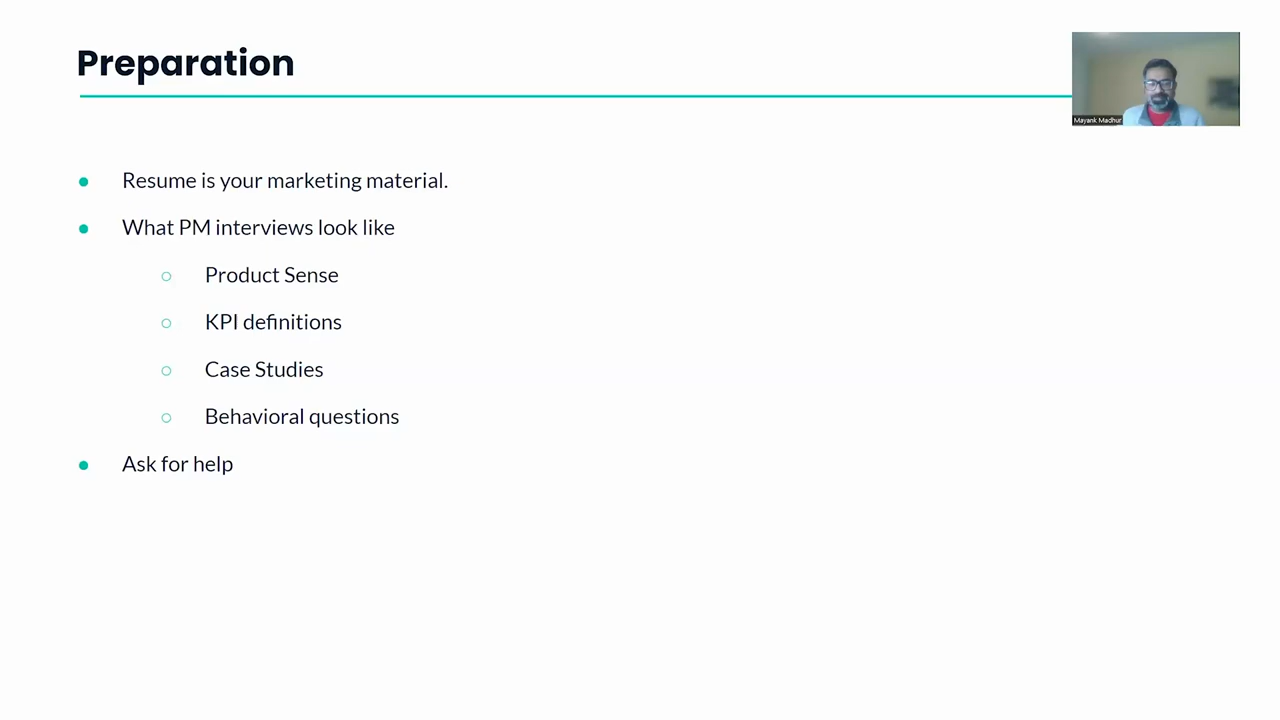 Preparation
Mayank Madhur
Resume is your marketing material.
What PM interviews look like
Product Sense
KPI definitions
Case Studies
Behavioral questions
Ask for help